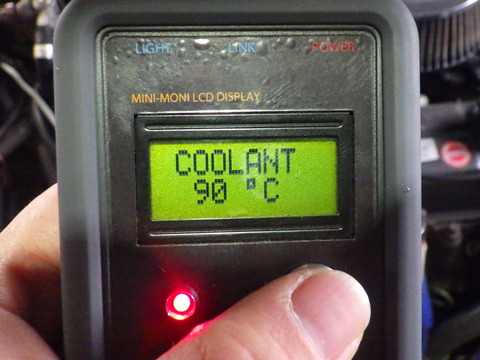 LIGHT LINK POWER
MINI-MONI LCD DISPLAY
COOLANT
90 °C